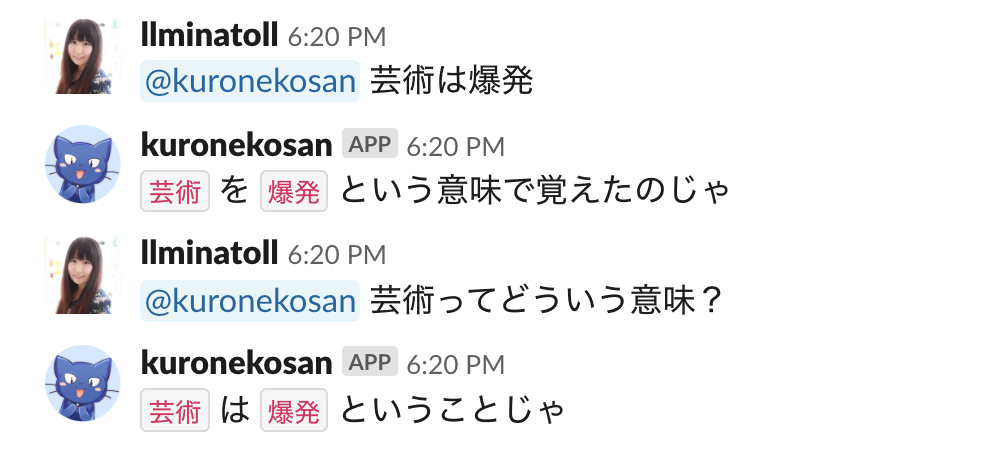 llminatoll 6:20 PM
@kuronekosan 芸術は爆発
kuronekosan APP 6:20 PM
芸術 を 爆発 という意味で覚えたのじゃ
llminatoll 6:20 PM
@kuronekosan 芸術ってどういう意味？
kuronekosan APP 6:20 PM
芸術 は 爆発 ということじゃ